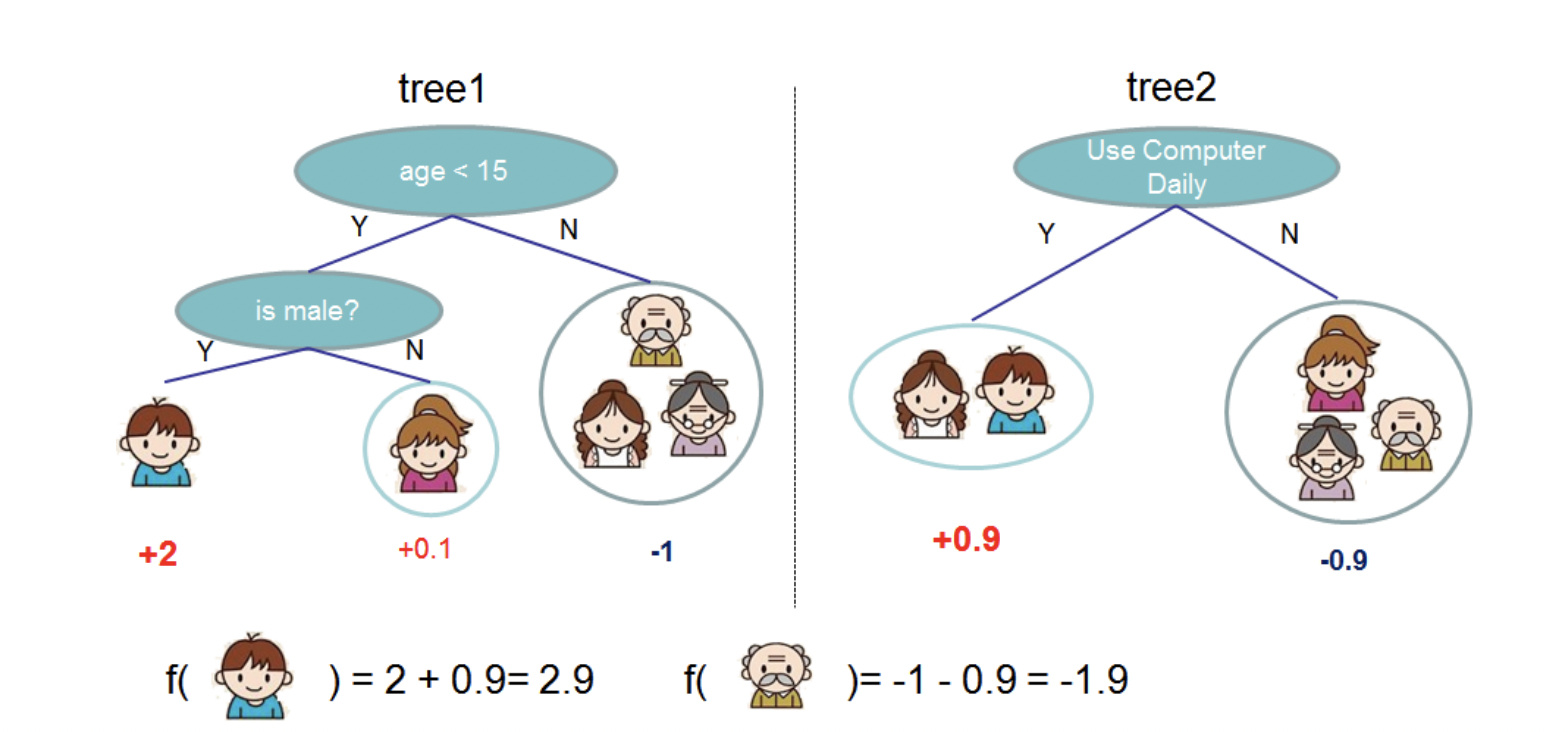 tree1
age < 15
Y
N
is male?
Y
N
+2
+0.1
-1
tree2
Use Computer
Daily
Y
N
+0.9
-0.9
f( ) = 2 + 0.9= 2.9
f( )= -1 - 0.9 = -1.9